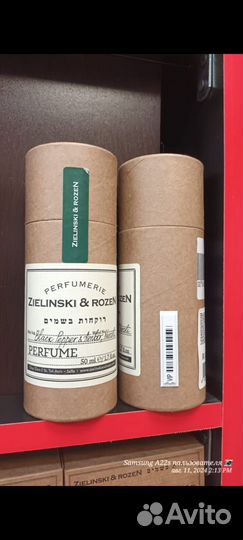 ZIELINSKI & ROZEN
PERFUMERIE
ZIELINSKI & ROZEN
רוקחות בשמים
Black Pepper & Amber,
PERFUME
50 ml
VIP
ZIELINSKI & ROZEN
Samsung A22s пользователя
авг. 11, 2024 2:13 PM
Avito